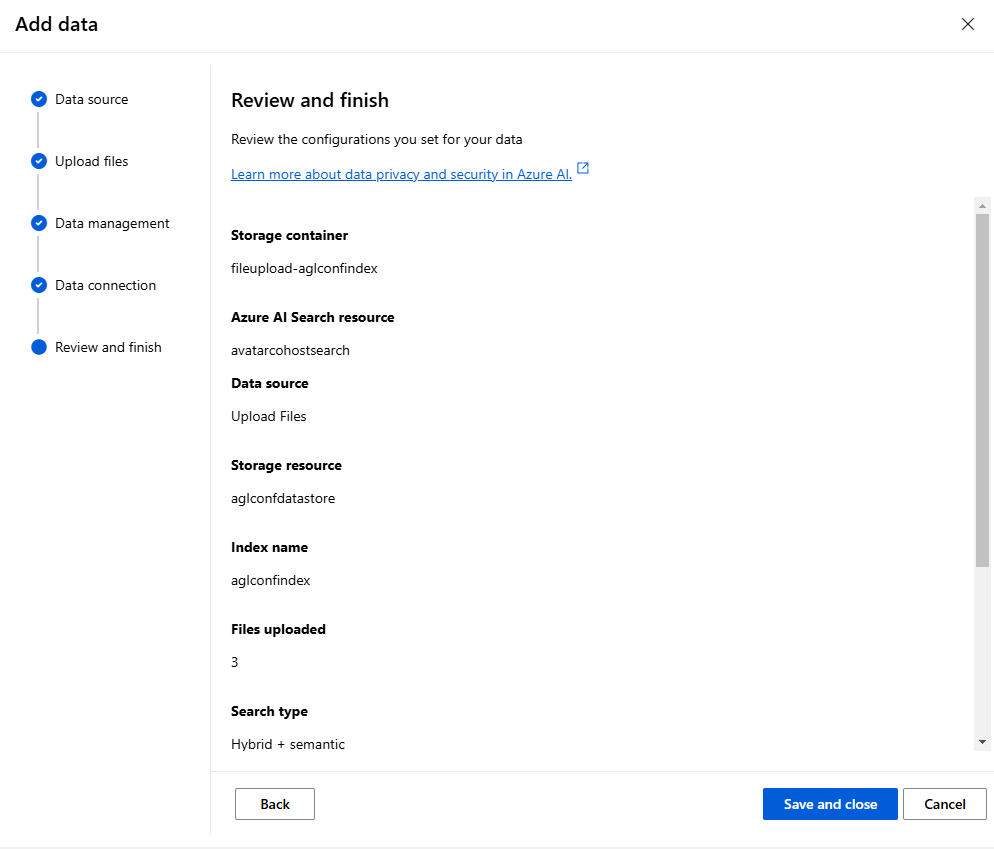 Add data
Data source
Upload files
Data management
Data connection
Review and finish
Review and finish
Review the configurations you set for your data
Learn more about data privacy and security in Azure AI.
Storage container
fileupload-aglconfindex
Azure AI Search resource
avatarcohostsearch
Data source
Upload Files
Storage resource
aglconfdatastore
Index name
aglconfindex
Files uploaded
3
Search type
Hybrid + semantic
Back
Save and close
Cancel